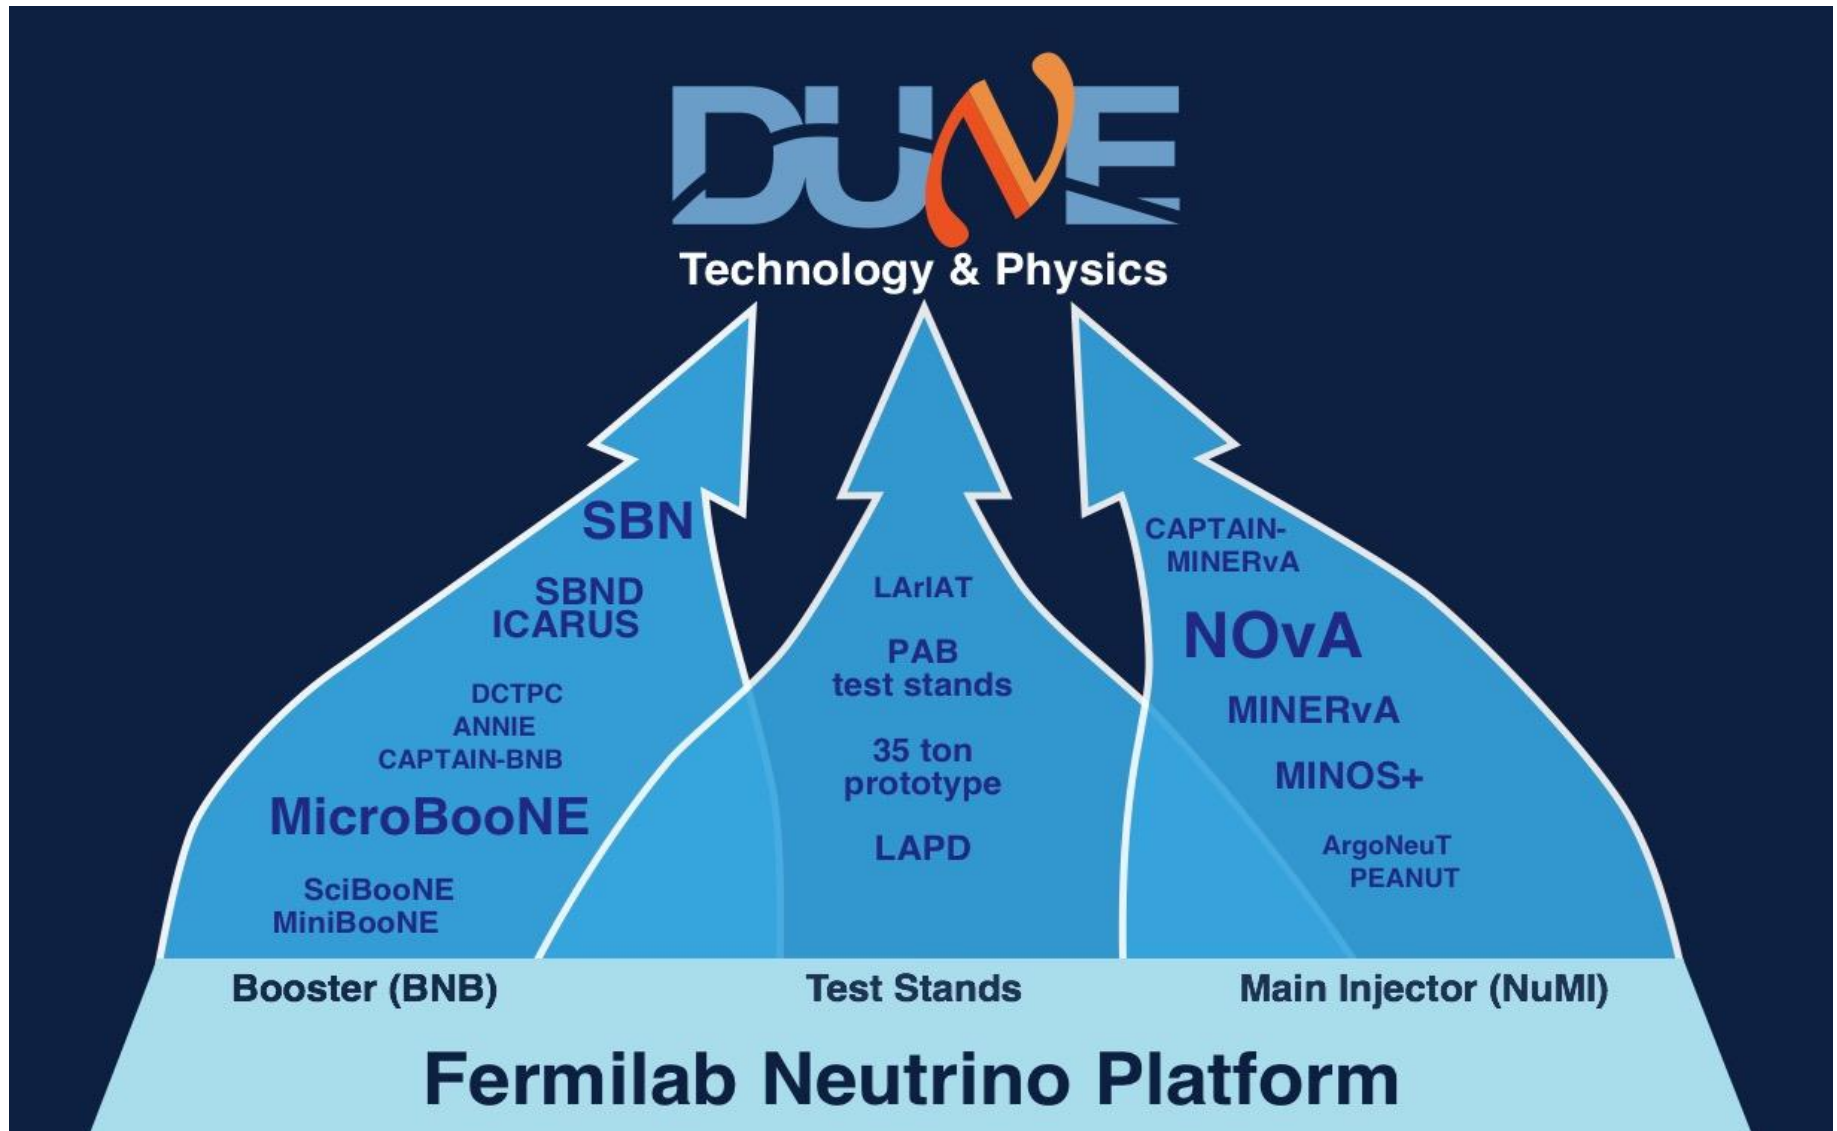 DUNE
Technology & Physics
SBN
SBND
ICARUS
DCTPC
ANNIE
CAPTAIN-BNB
MicroBooNE
SciBooNE
MiniBooNE
LArIAT
PAB
test stands
35 ton
prototype
LAPD
CAPTAIN-
MINERvA
NOvA
MINERvA
MINOS+
ArgoNeuT
PEANUT
Booster (BNB)
Test Stands
Main Injector (NuMI)
Fermilab Neutrino Platform